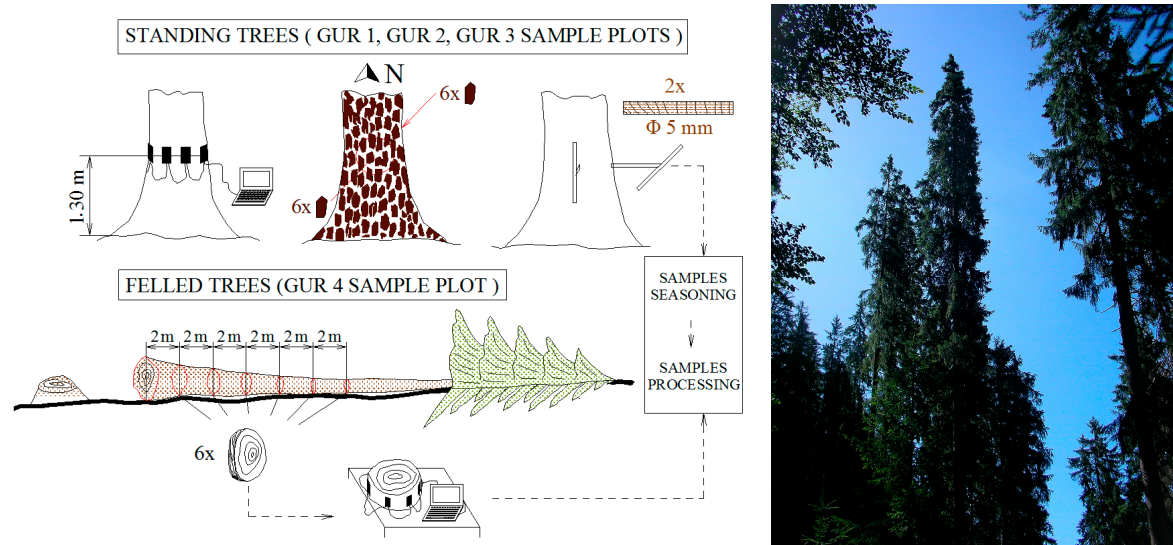 STANDING TREES ( GUR 1, GUR 2, GUR 3 SAMPLE PLOTS )
N
6x
2x
Φ 5 mm
1.30 m
6x
SAMPLES
SEASONING
SAMPLES
PROCESSING
FELLED TREES (GUR 4 SAMPLE PLOT )
2 m 2 m 2 m 2 m 2 m 2 m
6x